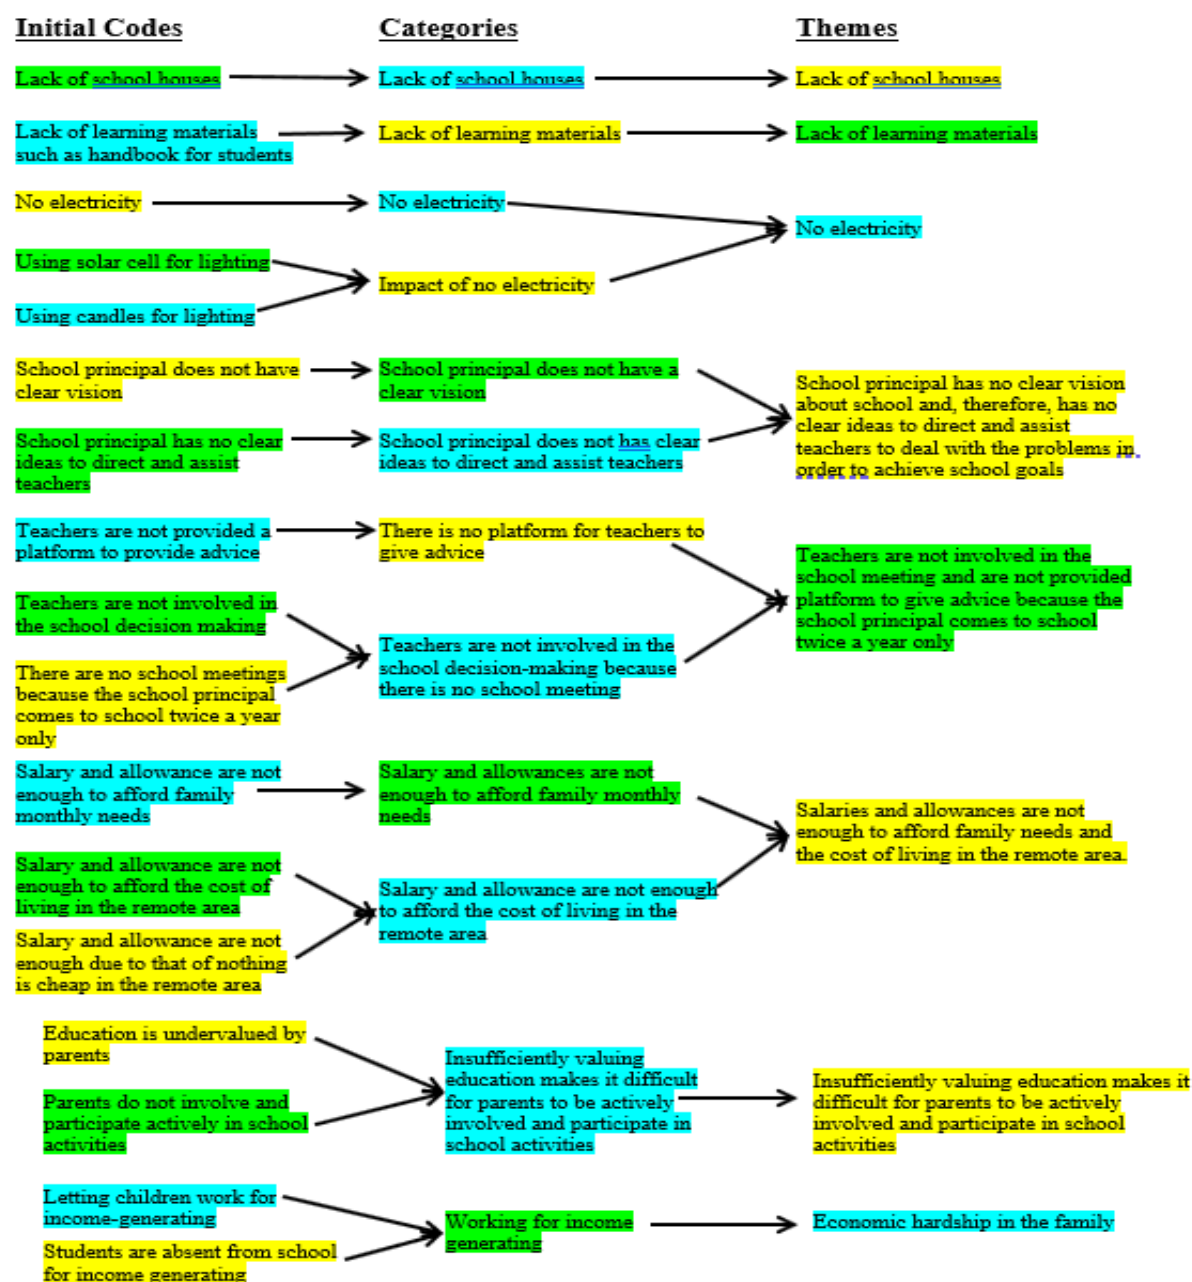 Initial Codes
Categories
Themes
Lack of school houses
Lack of school houses
Lack of school houses
Lack of learning materials
such as handbook for students
Lack of learning materials
Lack of learning materials
No electricity
No electricity
No electricity
Using solar cell for lighting
Using candles for lighting
Impact of no electricity
School principal does not have
clear vision
School principal does not have a
clear vision
School principal has no clear vision
about school and, therefore, has no
clear ideas to direct and assist
teachers to deal with the problems in
order to achieve school goals
School principal has no clear
ideas to direct and assist
teachers
School principal does not has clear
ideas to direct and assist teachers
Teachers are not provided a
platform to provide advice
There is no platform for teachers to
give advice
Teachers are not involved in the
school meeting and are not provided
platform to give advice because the
school principal comes to school
twice a year only
Teachers are not involved in
the school decision making
There are no school meetings
because the school principal
comes to school twice a year
only
Teachers are not involved in the
school decision-making because
there is no school meeting
Salary and allowance are not
enough to afford family
monthly needs
Salary and allowances are not
enough to afford family monthly
needs
Salaries and allowances are not
enough to afford family needs and
the cost of living in the remote area.
Salary and allowance are not
enough to afford the cost of
living in the remote area
Salary and allowance are not
enough due to that of nothing
is cheap in the remote area
Salary and allowance are not enough
to afford the cost of living in the
remote area
Education is undervalued by
parents
Parents do not involve and
participate actively in school
activities
Insufficiently valuing
education makes it difficult
for parents to be actively
involved and participate in
school activities
Insufficiently valuing education makes it
difficult for parents to be actively
involved and participate in school
activities
Letting children work for
income-generating
Students are absent from school
for income generating
Working for income
generating
Economic hardship in the family